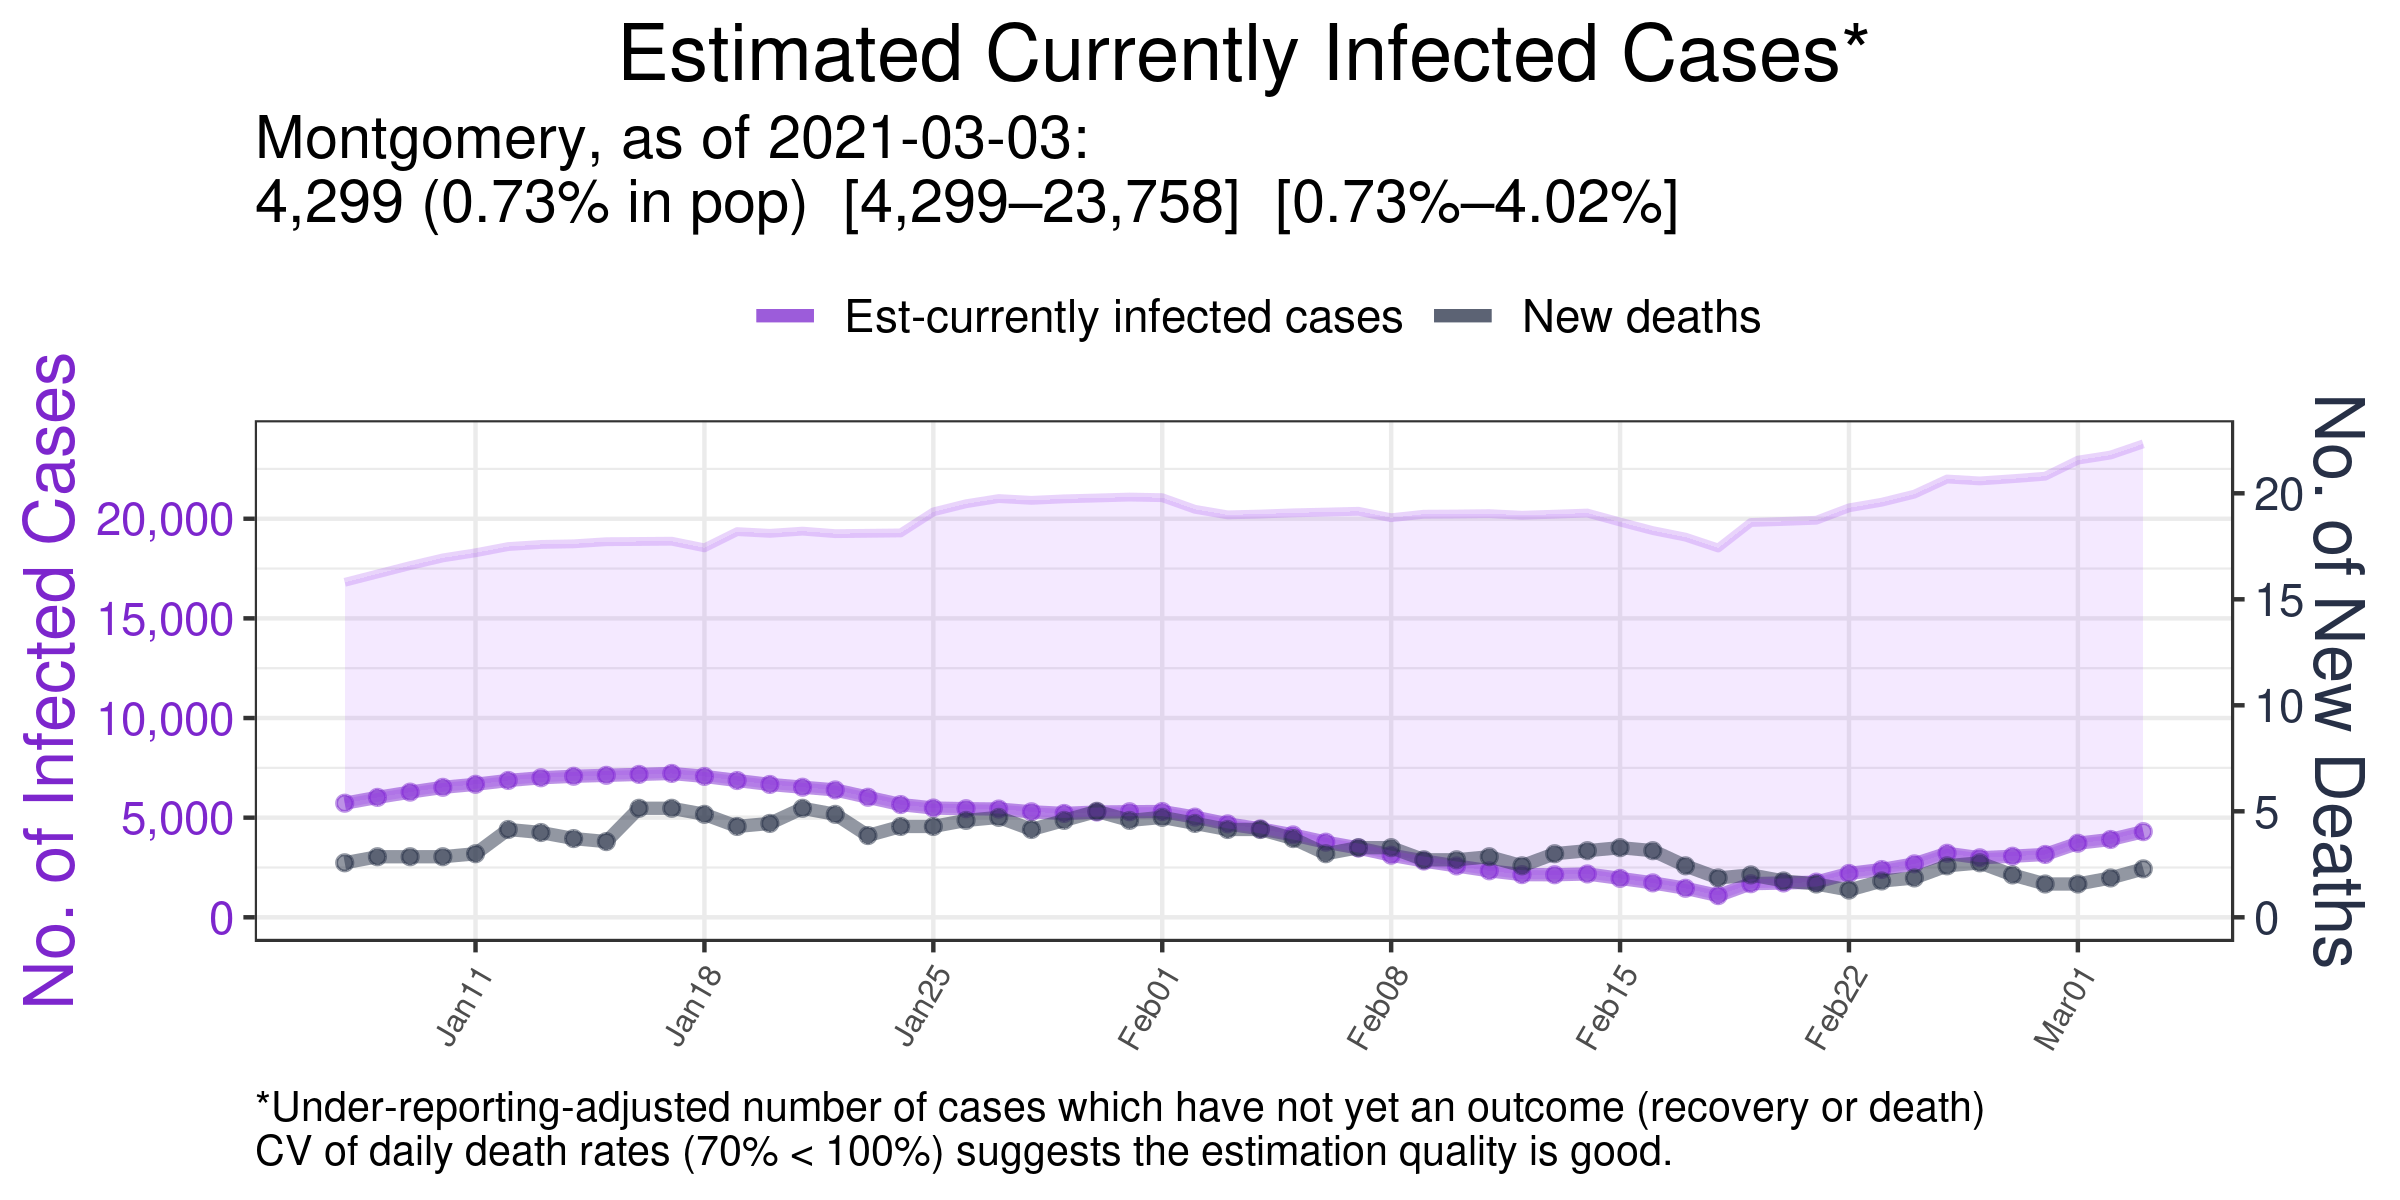 Estimated Currently Infected Cases*
Montgomery, as of 2021-03-03:
4,299 (0.73% in pop)  [4,299–23,758]  [0.73%–4.02%]
Est-currently infected cases
New deaths
No. of Infected Cases
20,000
15,000
10,000
5,000
0
No. of New Deaths
20
15
10
5
0
Jan11
Jan18
Jan25
Feb01
Feb08
Feb15
Feb22
Mar01
*Under-reporting-adjusted number of cases which have not yet an outcome (recovery or death)
CV of daily death rates (70% < 100%) suggests the estimation quality is good.